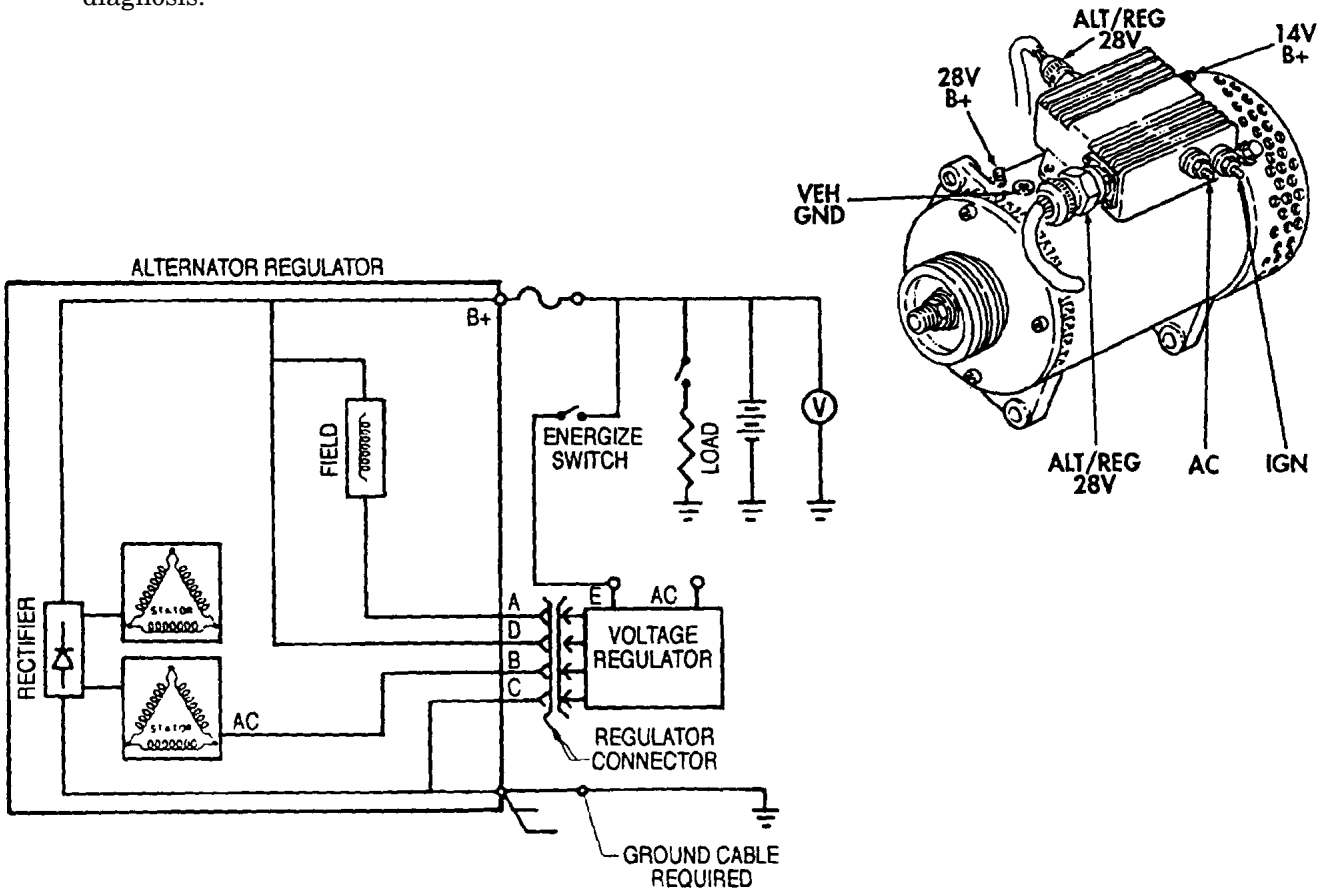 diagnosis.
ALT/REG
28V
14V
B+
28V
B+
VEH
GND
ALT/REG
28V
AC
IGN
ALTERNATOR REGULATOR
B+
FIELD
ENERGIZE
SWITCH
LOAD
V
RECTIFIER
Stator
Stator
AC
A
D
B
C
E
AC
VOLTAGE
REGULATOR
REGULATOR
CONNECTOR
GROUND CABLE
REQUIRED